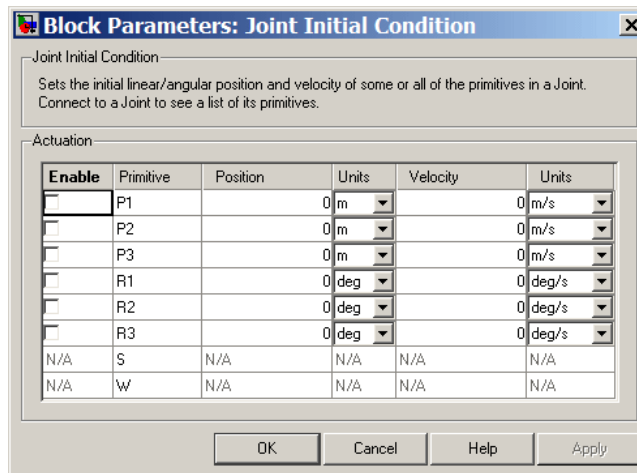 Block Parameters: Joint Initial Condition
Joint Initial Condition
Sets the initial linear/angular position and velocity of some or all of the primitives in a Joint.
Connect to a Joint to see a list of its primitives.
Actuation
Enable Primitive Position Units Velocity Units
P1 0 m 0 m/s
P2 0 m 0 m/s
P3 0 m 0 m/s
R1 0 deg 0 deg/s
R2 0 deg 0 deg/s
R3 0 deg 0 deg/s
N/A S N/A N/A N/A N/A
N/A W N/A N/A N/A N/A
OK Cancel Help Apply